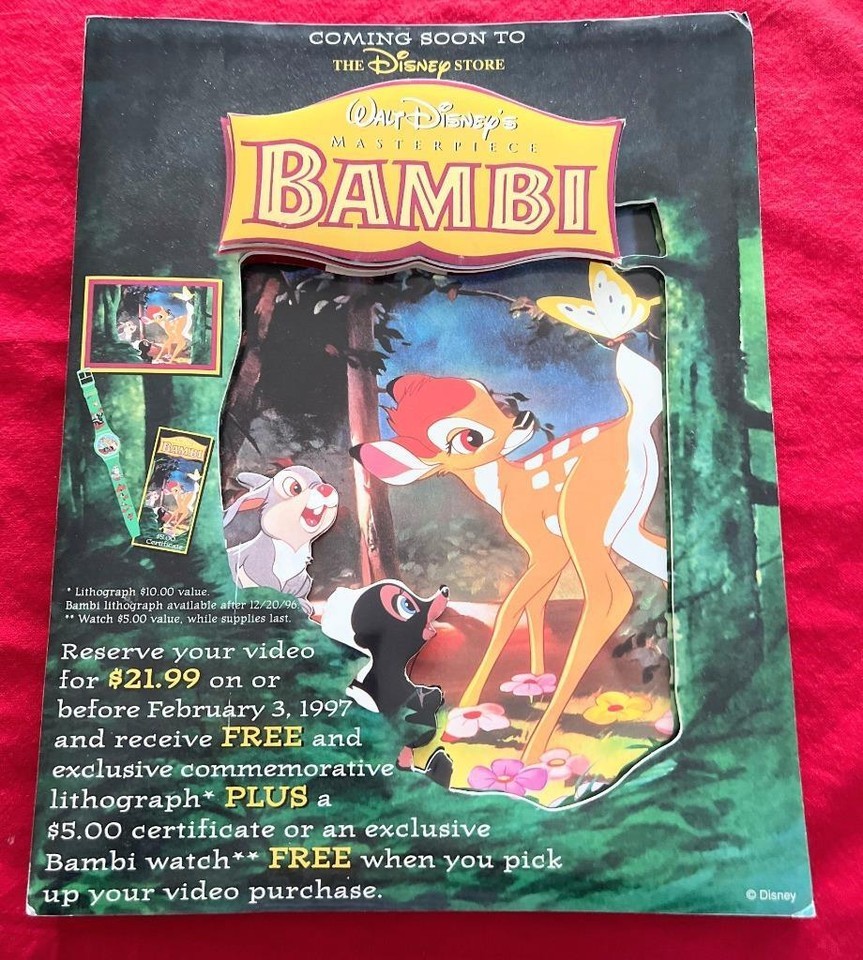 COMING SOON TO
THE Disney STORE
Walt Disney's
MASTERPIECE
BAMBI
BAMBI
$5.00
Certificate
* Lithograph $10.00 value.
Bambi lithograph available after 12/20/96.
** Watch $5.00 value, while supplies last.
Reserve your video
for $21.99 on or
before February 3, 1997
and receive FREE and
exclusive commemorative
lithograph* PLUS a
$5.00 certificate or an exclusive
Bambi watch** FREE when you pick
up your video purchase.
© Disney